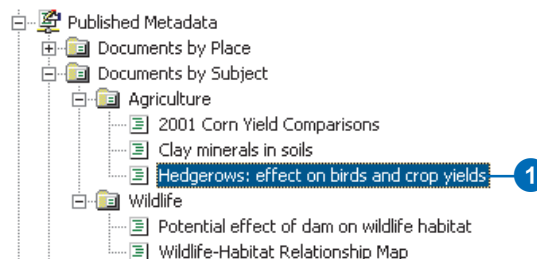 Published Metadata
Documents by Place
Documents by Subject
Agriculture
2001 Corn Yield Comparisons
Clay minerals in soils
Hedgerows: effect on birds and crop yields 1
Wildlife
Potential effect of dam on wildlife habitat
Wildlife-Habitat Relationship Map